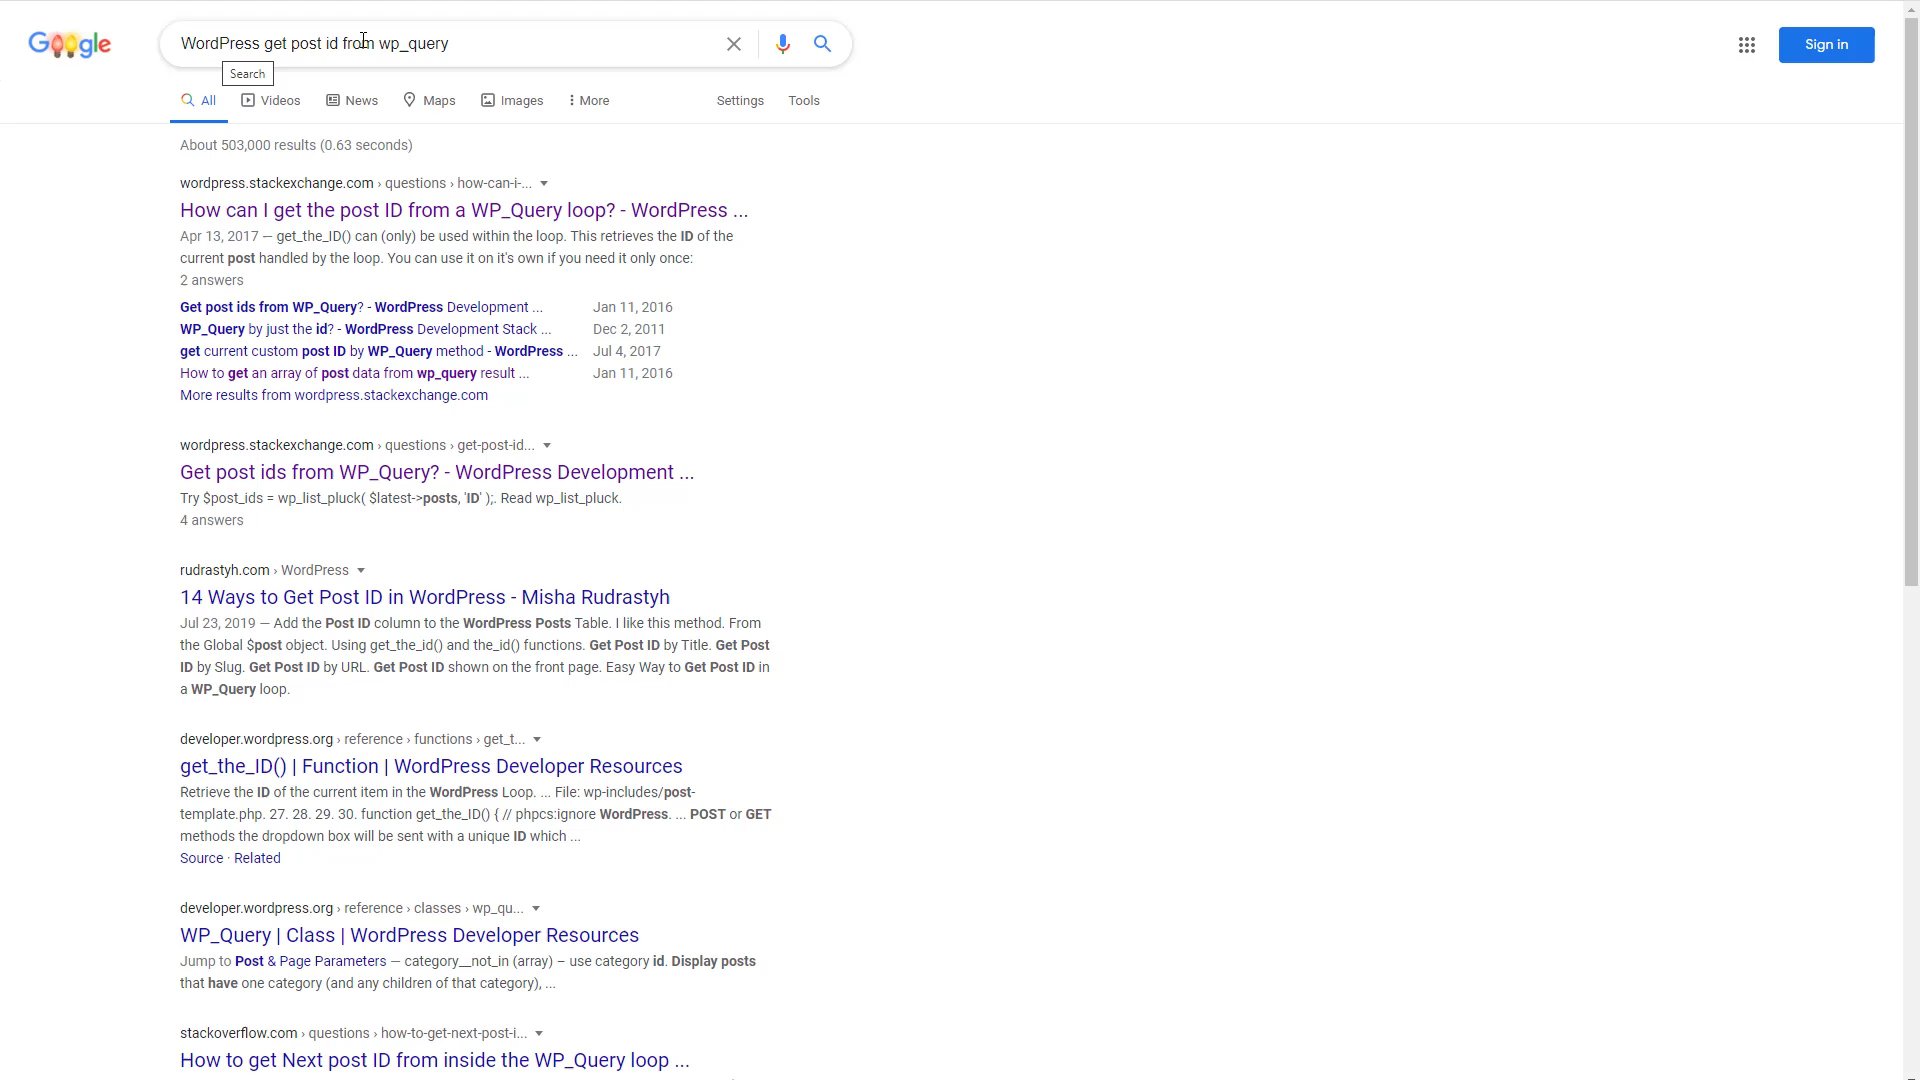 Google
WordPress get post id from wp_query
Sign in
Search
All Videos News Maps Images More Settings Tools
About 503,000 results (0.63 seconds)
wordpress.stackexchange.com › questions › how-can-i-...
How can I get the post ID from a WP_Query loop? - WordPress ...
Apr 13, 2017 — get_the_ID() can (only) be used within the loop. This retrieves the ID of the
current post handled by the loop. You can use it on it's own if you need it only once:
2 answers
Get post ids from WP_Query? - WordPress Development ... Jan 11, 2016
WP_Query by just the id? - WordPress Development Stack ... Dec 2, 2011
get current custom post ID by WP_Query method - WordPress ... Jul 4, 2017
How to get an array of post data from wp_query result ... Jan 11, 2016
More results from wordpress.stackexchange.com
wordpress.stackexchange.com › questions › get-post-id...
Get post ids from WP_Query? - WordPress Development ...
Try $post_ids = wp_list_pluck( $latest->posts, 'ID' );. Read wp_list_pluck.
4 answers
rudrastyh.com › WordPress
14 Ways to Get Post ID in WordPress - Misha Rudrastyh
Jul 23, 2019 — Add the Post ID column to the WordPress Posts Table. I like this method. From
the Global $post object. Using get_the_id() and the_id() functions. Get Post ID by Title. Get Post
ID by Slug. Get Post ID by URL. Get Post ID shown on the front page. Easy Way to Get Post ID in
a WP_Query loop.
developer.wordpress.org › reference › functions › get_t...
get_the_ID() | Function | WordPress Developer Resources
Retrieve the ID of the current item in the WordPress Loop. ... File: wp-includes/post-
template.php. 27. 28. 29. 30. function get_the_ID() { // phpcs:ignore WordPress. ... POST or GET
methods the dropdown box will be sent with a unique ID which ...
Source · Related
developer.wordpress.org › reference › classes › wp_qu...
WP_Query | Class | WordPress Developer Resources
Jump to Post & Page Parameters — category__not_in (array) – use category id. Display posts
that have one category (and any children of that category), ...
stackoverflow.com › questions › how-to-get-next-post-i...
How to get Next post ID from inside the WP_Query loop ...